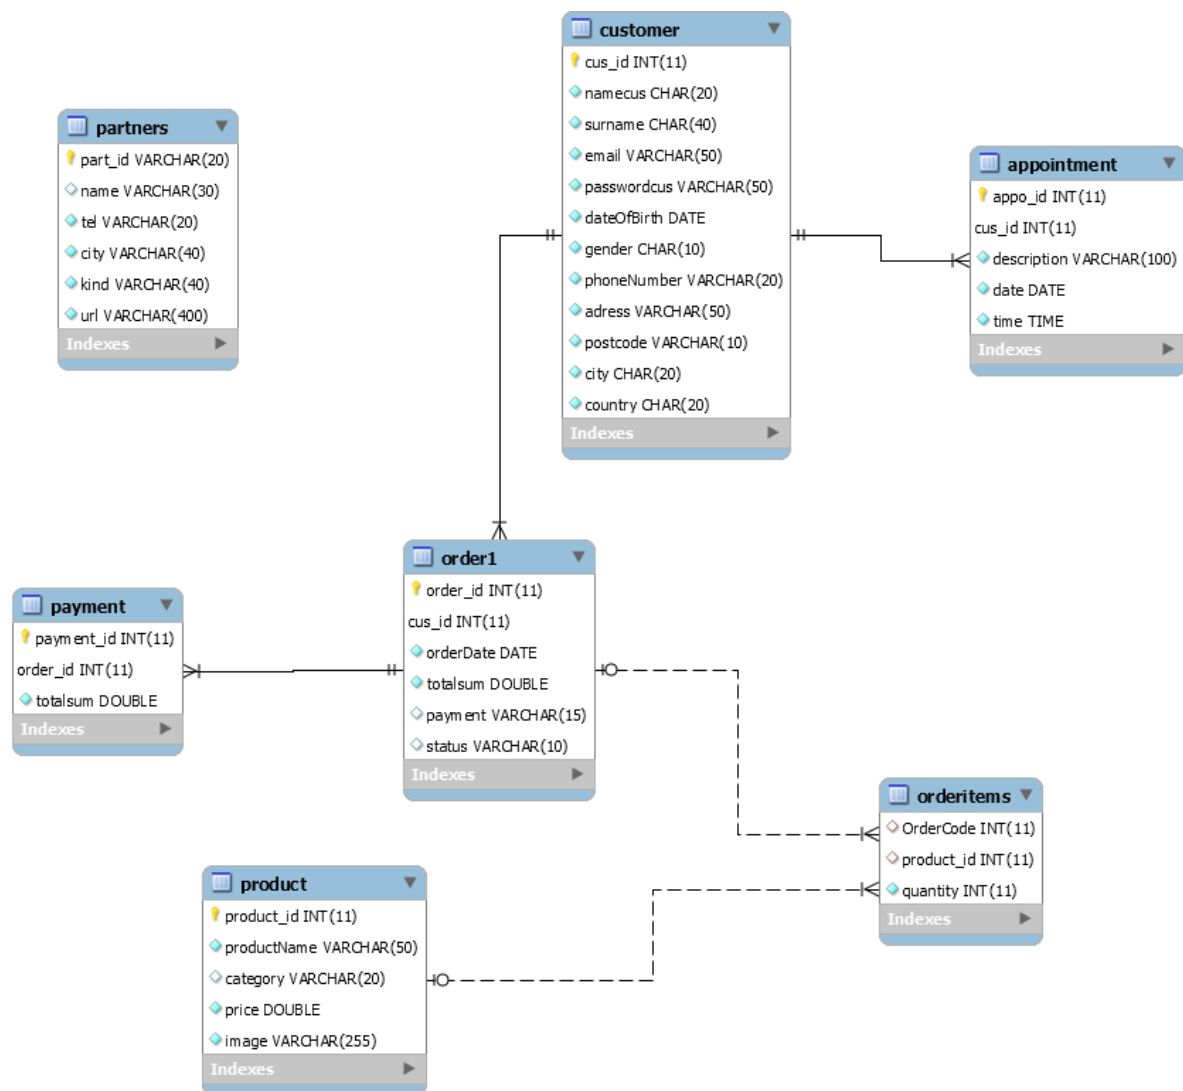 customer
cus_id INT(11)
namecus CHAR(20)
surname CHAR(40)
email VARCHAR(50)
passwordcus VARCHAR(50)
dateOfBirth DATE
gender CHAR(10)
phoneNumber VARCHAR(20)
adress VARCHAR(50)
postcode VARCHAR(10)
city CHAR(20)
country CHAR(20)
Indexes
partners
part_id VARCHAR(20)
name VARCHAR(30)
tel VARCHAR(20)
city VARCHAR(40)
kind VARCHAR(40)
url VARCHAR(400)
Indexes
appointment
appo_id INT(11)
cus_id INT(11)
description VARCHAR(100)
date DATE
time TIME
Indexes
order1
order_id INT(11)
cus_id INT(11)
orderDate DATE
totalsum DOUBLE
payment VARCHAR(15)
status VARCHAR(10)
Indexes
payment
payment_id INT(11)
order_id INT(11)
totalsum DOUBLE
Indexes
orderitems
OrderCode INT(11)
product_id INT(11)
quantity INT(11)
Indexes
product
product_id INT(11)
productName VARCHAR(50)
category VARCHAR(20)
price DOUBLE
image VARCHAR(255)
Indexes